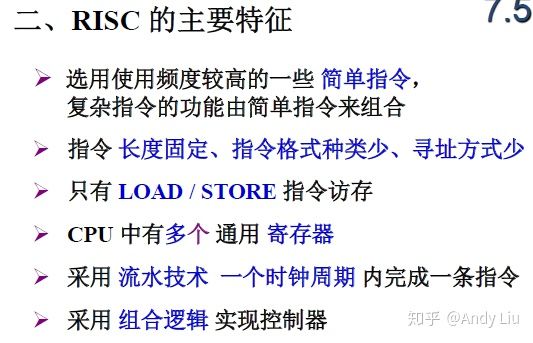 7.5
二、RISC 的主要特征
选用使用频度较高的一些 简单指令，
复杂指令的功能由简单指令来组合
指令 长度固定、指令格式种类少、寻址方式少
只有 LOAD / STORE 指令访存
CPU 中有多个 通用 寄存器
采用 流水技术 一个时钟周期 内完成一条指令
采用 组合逻辑 实现控制器
知乎 @Andy Liu